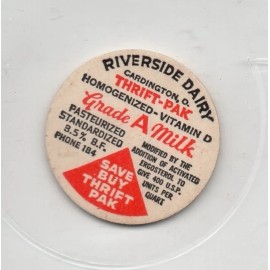 RIVERSIDE DAIRY
CARDINGTON, O.
THRIFT-PAK
HOMOGENIZED - VITAMIN D
Grade A Milk
PASTEURIZED
STANDARDIZED
3.5% B.F.
PHONE 184
MODIFIED BY THE
ADDITION OF ACTIVATED
ERGOSTEROL TO
GIVE 400 U.S.P.
UNITS PER
QUART
SAVE
BUY
THRIFT
PAK